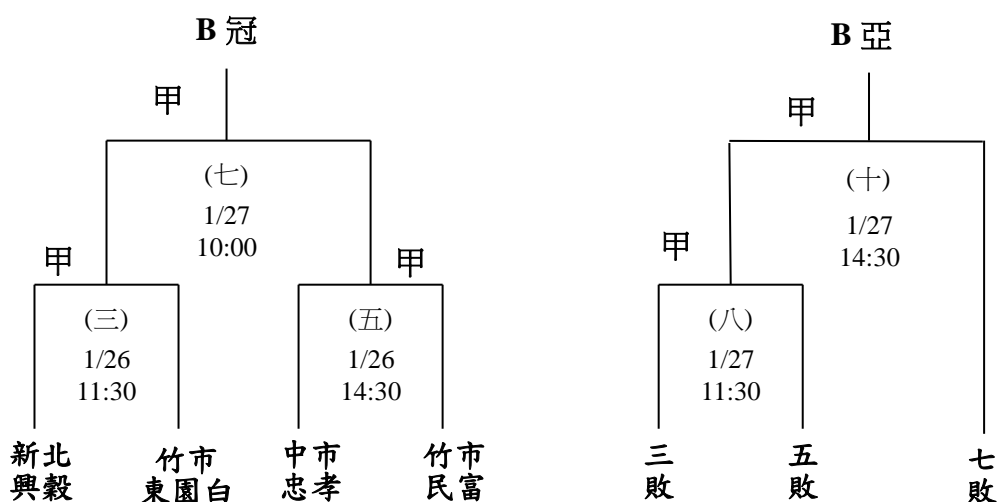 B 冠
甲
(七)
1/27
10:00
甲
甲
(三)
1/26
11:30
(五)
1/26
14:30
新北
興穀
竹市
東園白
中市
忠孝
竹市
民富
B 亞
甲
(十)
1/27
14:30
甲
(八)
1/27
11:30
三
敗
五
敗
七
敗